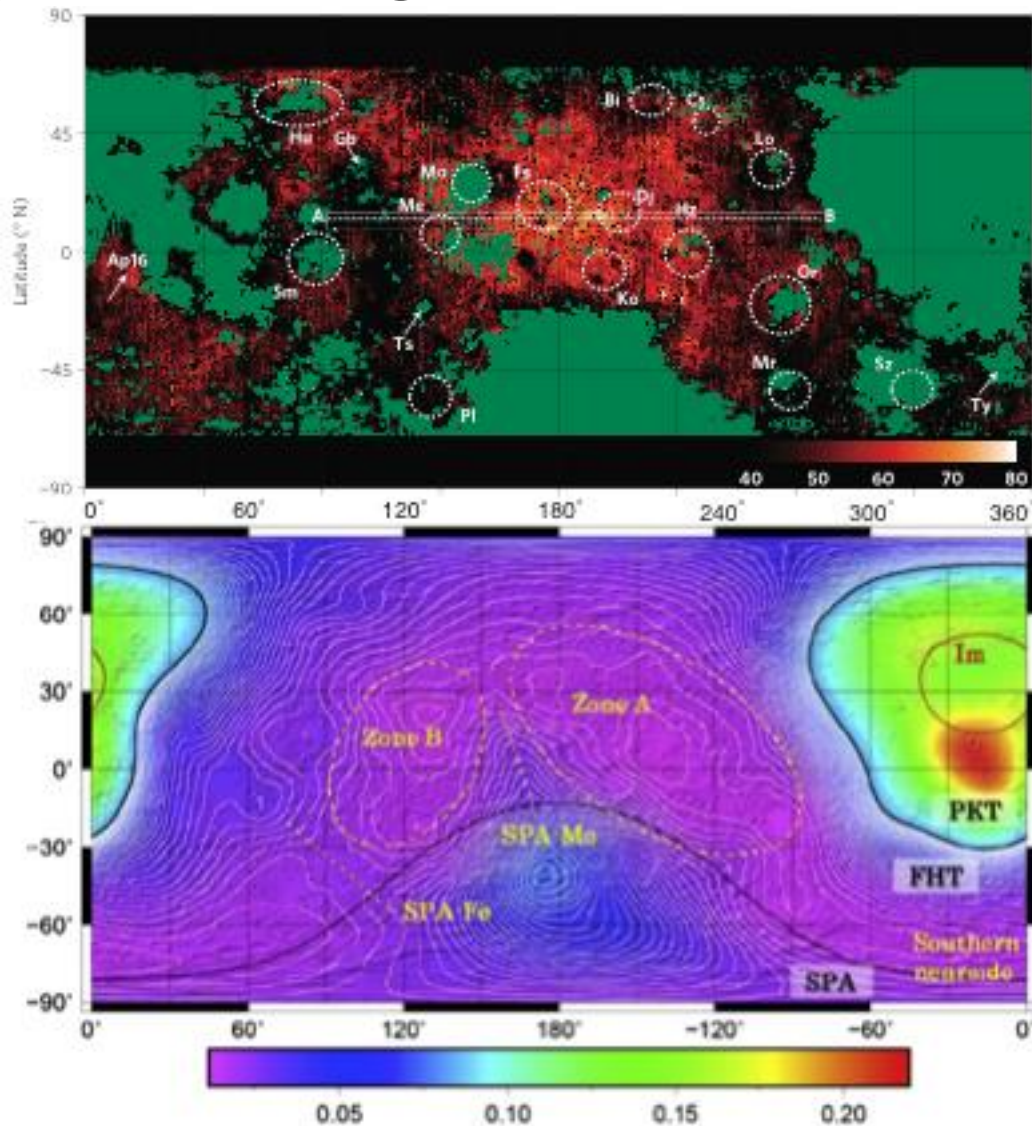 90
45
0
-45
-90
Latitude (° N)
Hu
Gb
Bi
Lo
Mo
Fs
Ms
Dj
Hz
A
B
Ap16
Sm
Ko
Or
Ts
Mr
Sz
Pl
Ty
40 50 60 70 80
0° 60° 120° 180° 240° 300° 360°
90°
60°
30°
0°
-30°
-60°
-90°
Im
Zone A
Zone B
PKT
SPA Ma
FHT
SPA Fe
Southern
nearside
SPA
0° 60° 120° 180° -120° -60° 0°
0.05 0.10 0.15 0.20